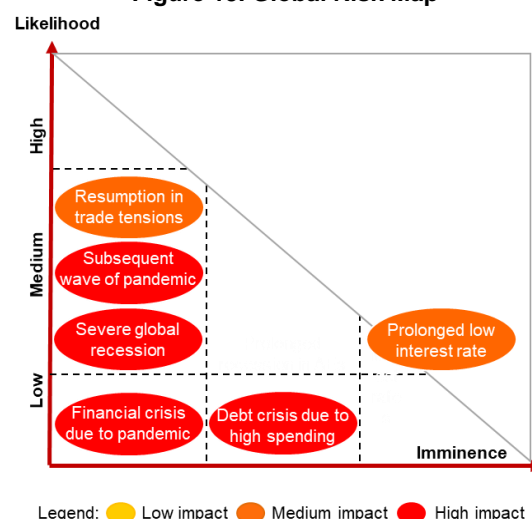 Likelihood
High
Resumption in
trade tensions
Medium
Subsequent
wave of pandemic
Severe global
recession
Prolonged low
interest rate
Low
Financial crisis
due to pandemic
Debt crisis due to
high spending
Imminence
Legend: Low impact Medium impact High impact